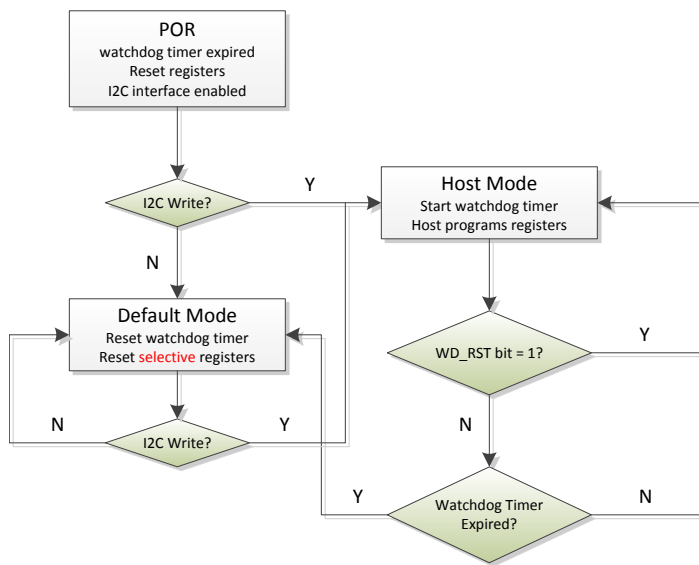 POR
watchdog timer expired
Reset registers
I2C interface enabled
I2C Write?
Y
N
Host Mode
Start watchdog timer
Host programs registers
Default Mode
Reset watchdog timer
Reset selective registers
WD_RST bit = 1?
Y
N
I2C Write?
N
Y
Watchdog Timer
Expired?
Y
N